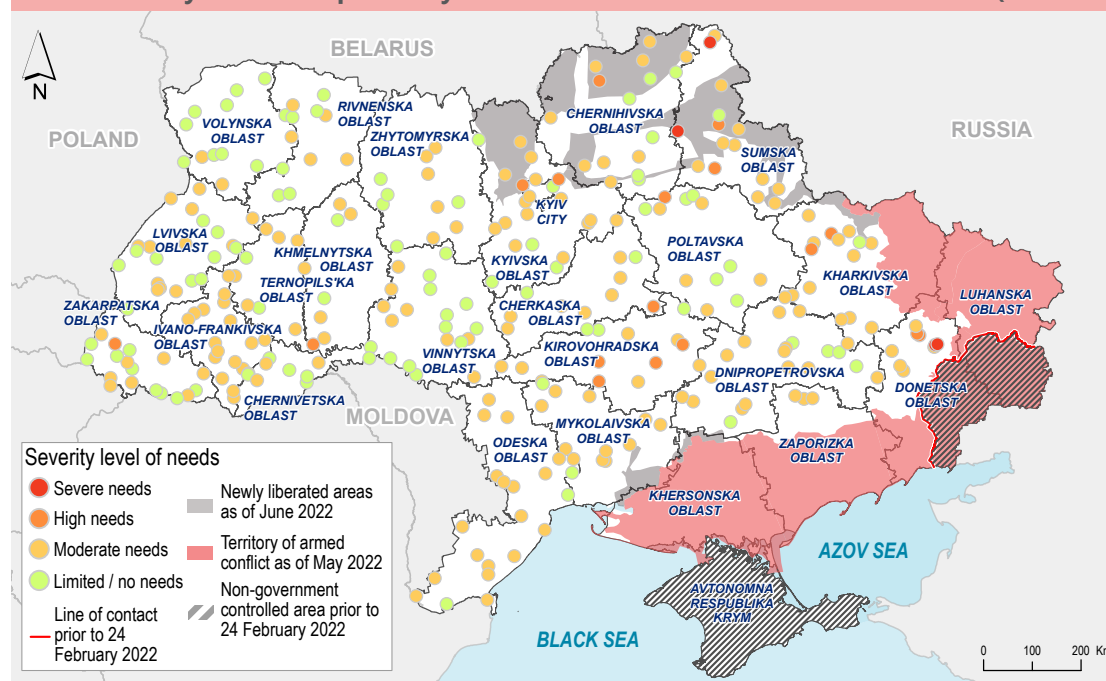 N
BELARUS
POLAND
RUSSIA
MOLDOVA
VOLYNSKA
OBLAST
RIVNENSKA
OBLAST
ZHYTOMYRSKA
OBLAST
CHERNIHIVSKA
OBLAST
SUMSKA
OBLAST
KYIV
CITY
LVIVSKA
OBLAST
KHMELNYTSKA
OBLAST
TERNOPILS'KA
OBLAST
KYIVSKA
OBLAST
POLTAVSKA
OBLAST
KHARKIVSKA
OBLAST
LUHANSKA
OBLAST
ZAKARPATSKA
OBLAST
IVANO-FRANKIVSKA
OBLAST
CHERKASKA
OBLAST
VINNYTSKA
OBLAST
KIROVOHRADSKA
OBLAST
DNIPROPETROVSKA
OBLAST
DONETSKA
OBLAST
CHERNIVETSKA
OBLAST
ODESKA
OBLAST
MYKOLAIVSKA
OBLAST
ZAPORIZKA
OBLAST
KHERSONSKA
OBLAST
AVTONOMNA
RESPUBLIKA
KRYM
AZOV SEA
BLACK SEA
Severity level of needs
Severe needs
High needs
Moderate needs
Limited / no needs
Line of contact
prior to 24
February 2022
Newly liberated areas
as of June 2022
Territory of armed
conflict as of May 2022
Non-government
controlled area prior to
24 February 2022
0 100 200